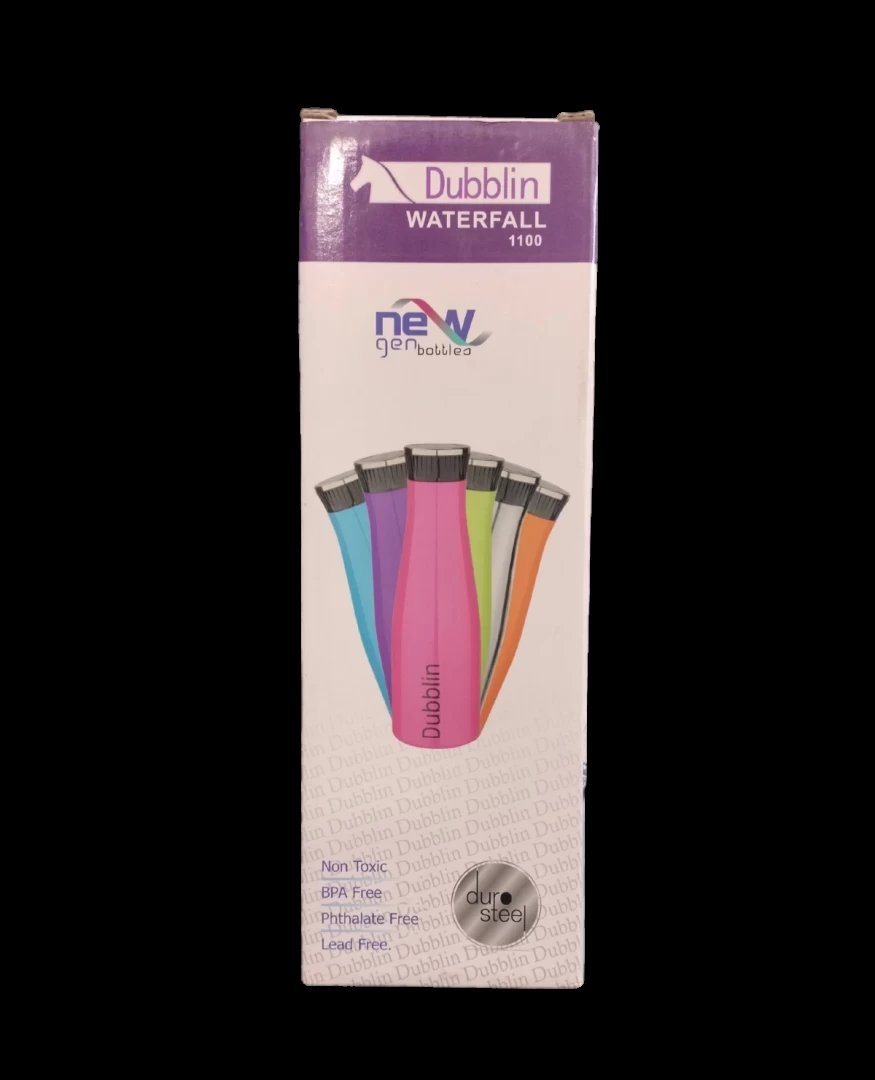 Dubblin
WATERFALL
1100
new
gen bottles
Dubblin
Non Toxic
BPA Free
Phthalate Free
Lead Free.
duro
steel